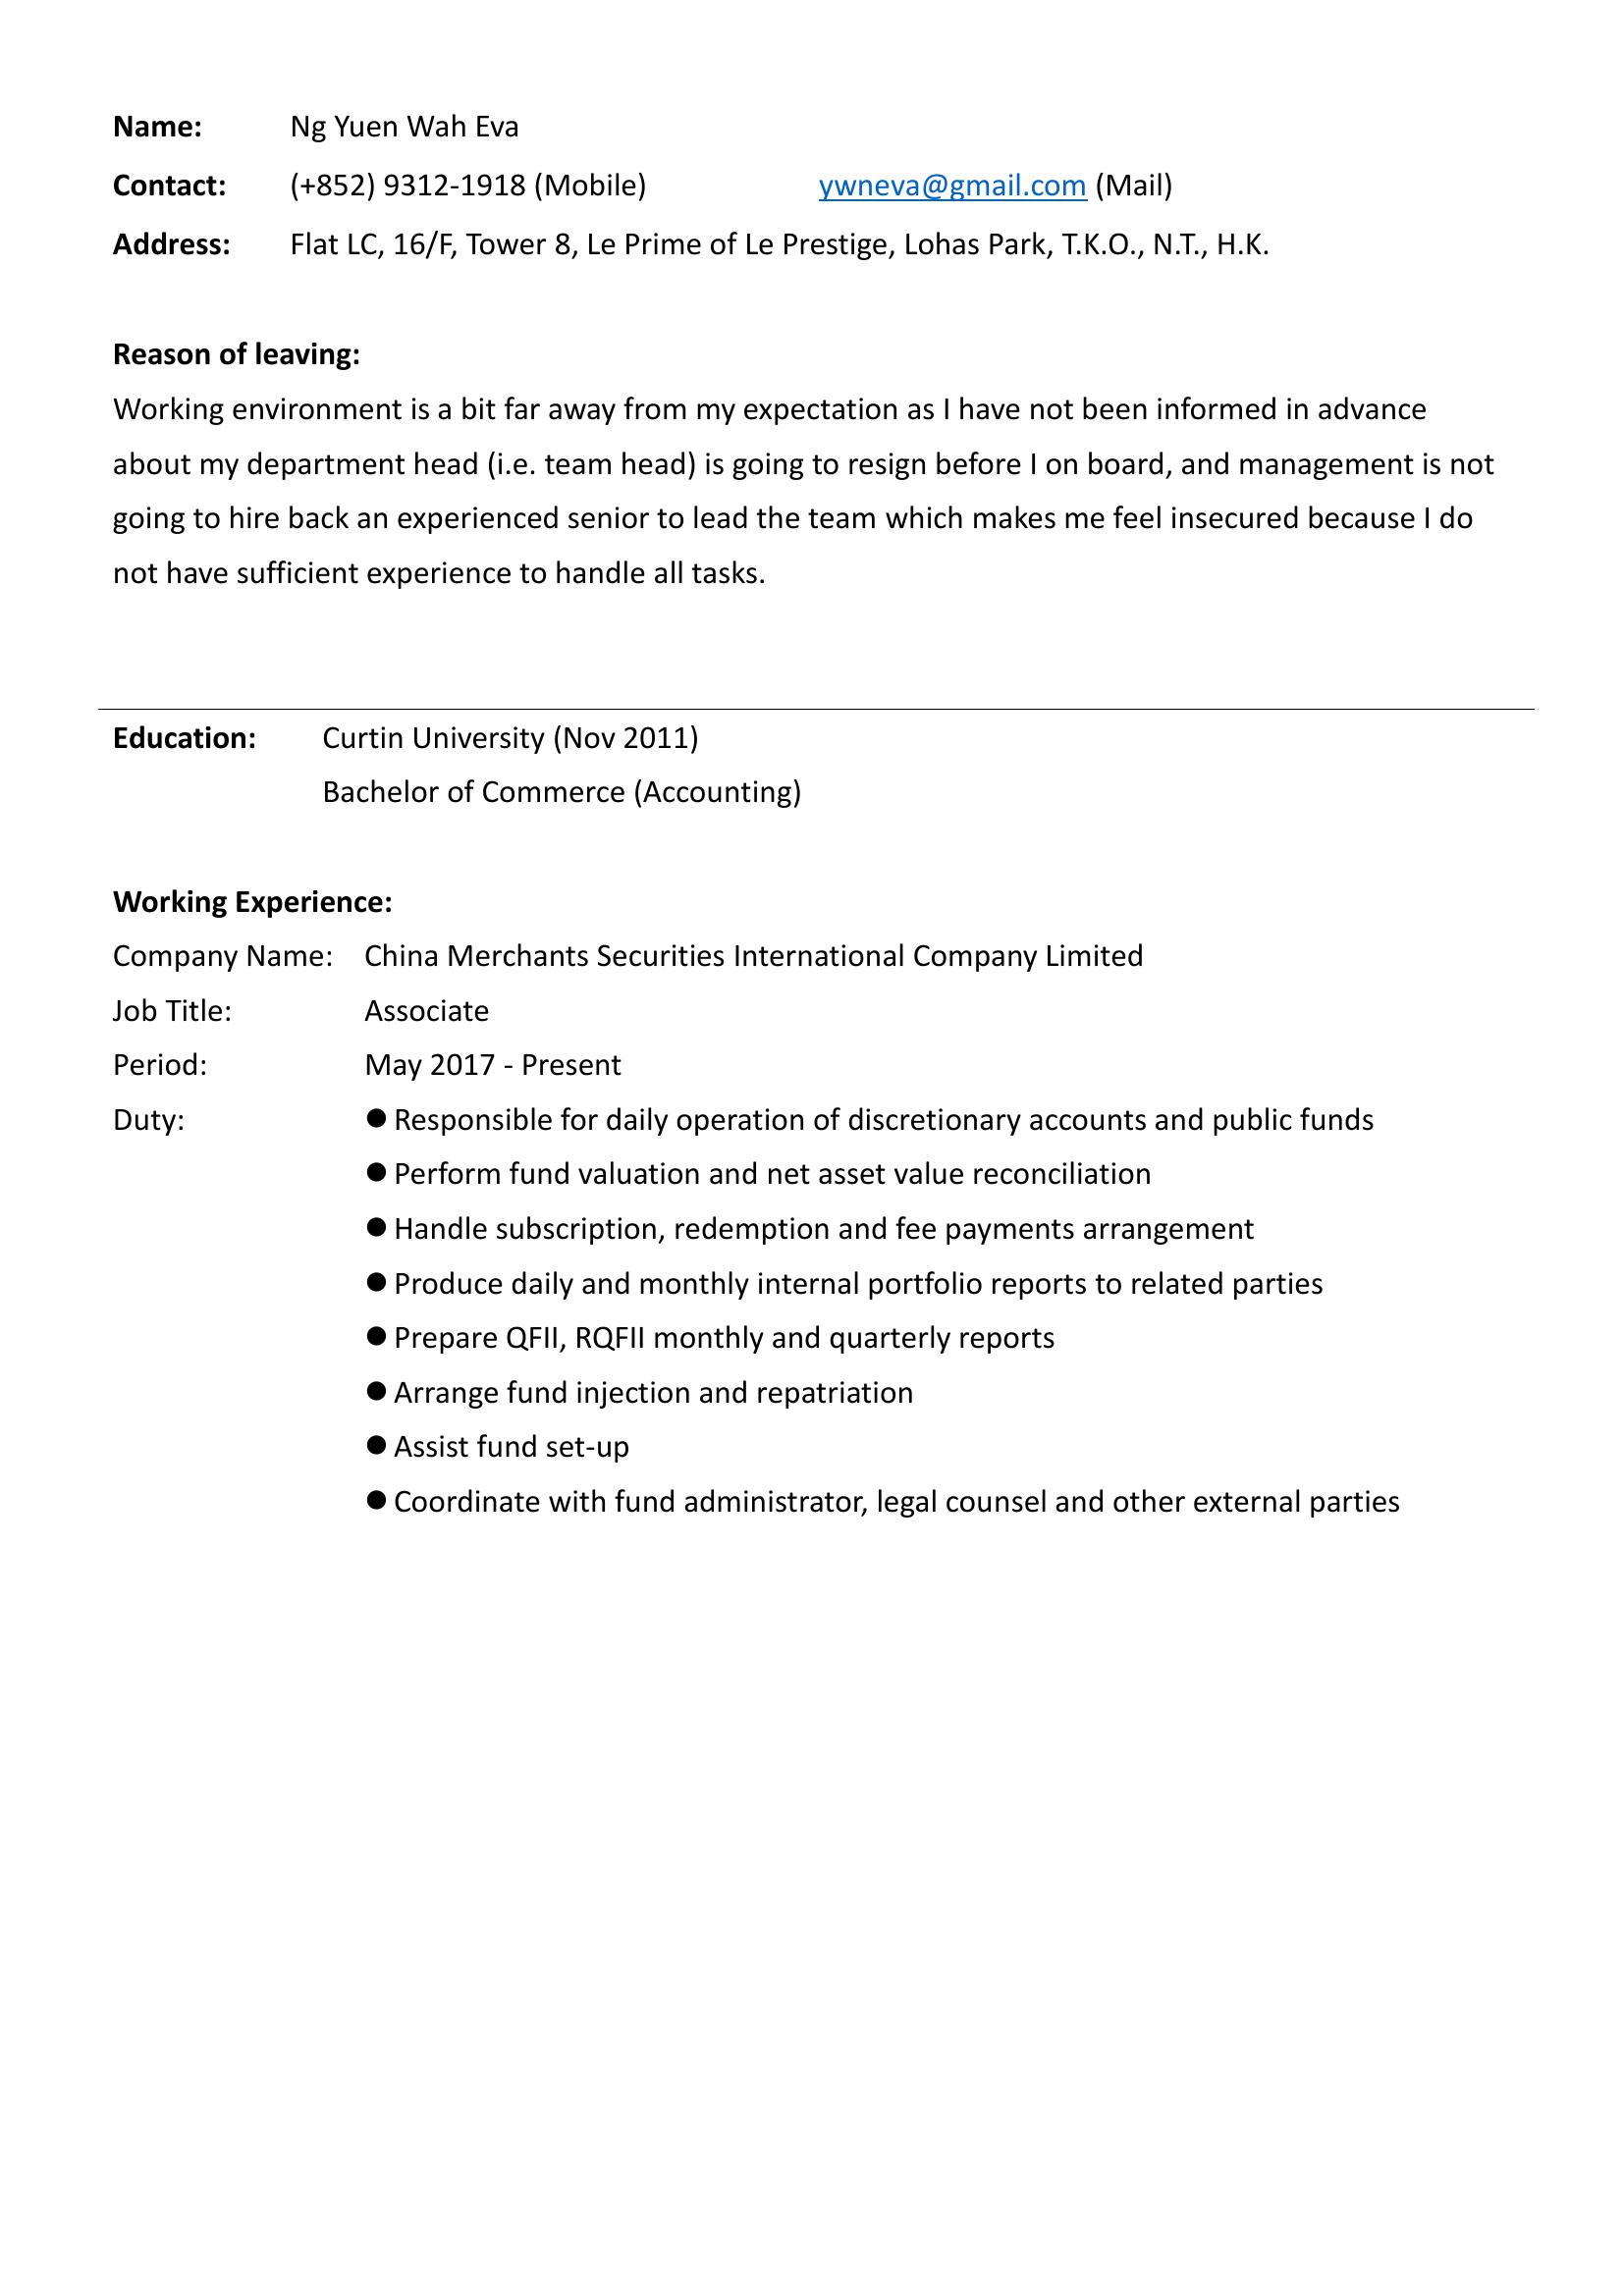 Name: Ng Yuen Wah Eva
Contact: (+852) 9312-1918 (Mobile) ywneva@gmail.com (Mail)
Address: Flat LC, 16/F, Tower 8, Le Prime of Le Prestige, Lohas Park, T.K.O., N.T., H.K.
Reason of leaving:
Working environment is a bit far away from my expectation as I have not been informed in advance
about my department head (i.e. team head) is going to resign before I on board, and management is not
going to hire back an experienced senior to lead the team which makes me feel insecured because I do
not have sufficient experience to handle all tasks.
Education: Curtin University (Nov 2011)
Bachelor of Commerce (Accounting)
Working Experience:
Company Name: China Merchants Securities International Company Limited
Job Title: Associate
Period: May 2017 - Present
Duty: ● Responsible for daily operation of discretionary accounts and public funds
● Perform fund valuation and net asset value reconciliation
● Handle subscription, redemption and fee payments arrangement
● Produce daily and monthly internal portfolio reports to related parties
● Prepare QFII, RQFII monthly and quarterly reports
● Arrange fund injection and repatriation
● Assist fund set-up
● Coordinate with fund administrator, legal counsel and other external parties